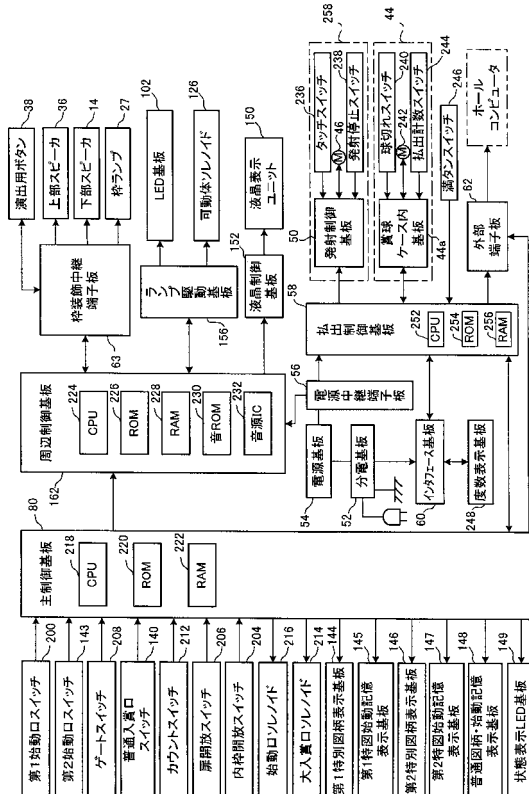 第1始動口スイッチ
200
第2始動口スイッチ
143
ゲートスイッチ
208
普通入賞口
スイッチ
140
カウントスイッチ
212
扉開放スイッチ
206
内枠開放スイッチ
204
始動口ソレノイド
216
大入賞口ソレノイド
214
第1特別図柄表示基板
144
第1特図始動記憶
表示基板
145
第2特別図柄表示基板
146
第2特図始動記憶
表示基板
147
普通図柄・始動記憶
表示基板
148
状態表示LED基板
149
80
主制御基板
218
CPU
220
ROM
222
RAM
162
周辺制御基板
224
CPU
226
ROM
228
RAM
230
音ROM
232
音源IC
63
枠装飾中継
端子板
演出用ボタン
38
上部スピーカ
36
下部スピーカ
14
枠ランプ
27
ランプ
駆動基板
156
LED基板
102
可動体ソレノイド
126
液晶制御
基板
152
液晶表示
ユニット
150
54
電源基板
52
分電基板
56
電源中継端子板
60
インタフェース基板
248
度数表示基板
58
払出制御基板
252
CPU
254
ROM
256
RAM
50
発射制御
基板
258
236
タッチスイッチ
M
46
発射停止スイッチ
238
44
賞球
ケース内
基板
44a
球切れスイッチ
240
M
242
払出計数スイッチ
244
満タンスイッチ
246
62
外部
端子板
ホール
コンピュータ